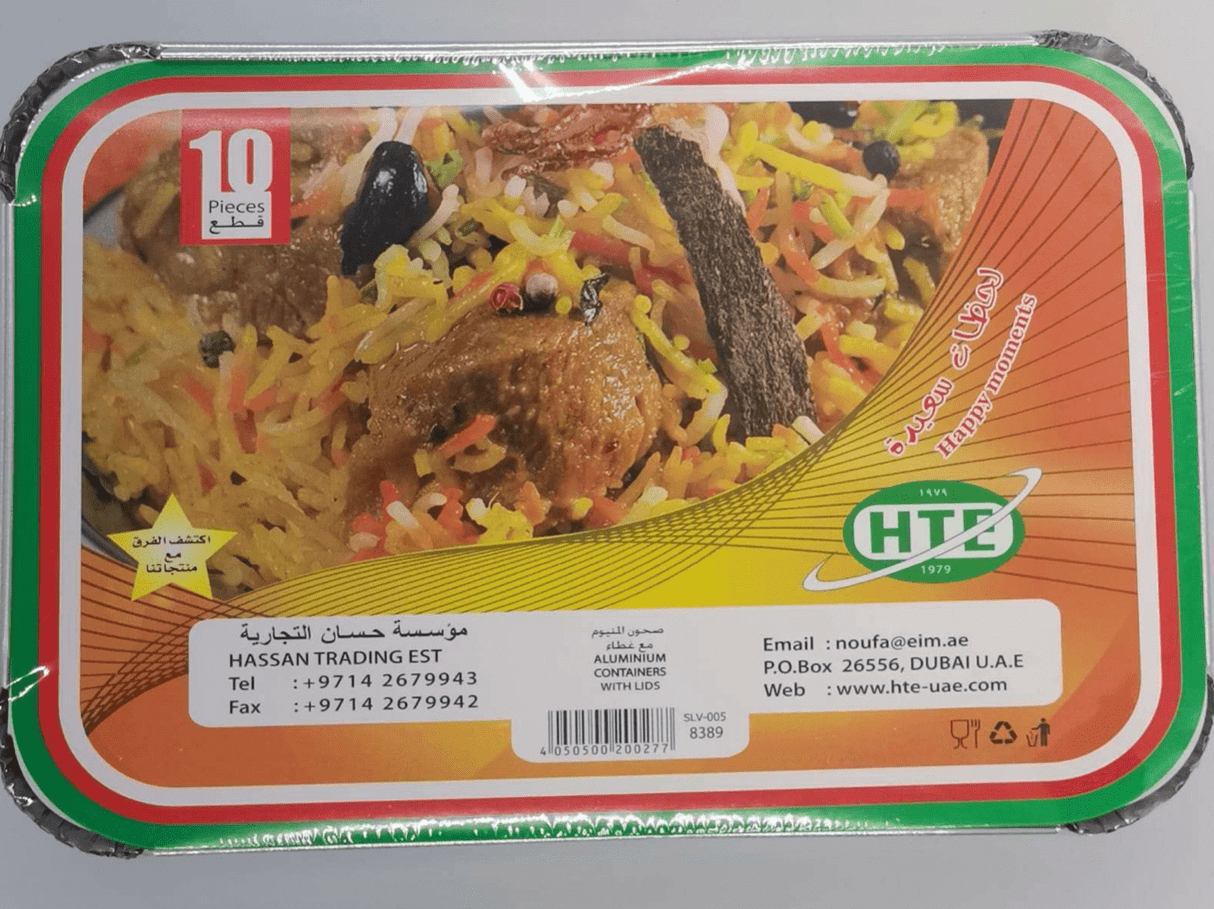 10
Pieces
قطع
لحظات سعيدة
Happy moments
١٩٧٩
HTE
1979
اكتشف الفرق
مع
منتجاتنا
مؤسسة حسان التجارية
HASSAN TRADING EST
Tel : +9714 2679943
Fax : +9714 2679942
صحون المنيوم
مع غطاء
ALUMINIUM
CONTAINERS
WITH LIDS
SLV-005
8389
4 050500 200277
Email : noufa@eim.ae
P.O.Box 26556, DUBAI U.A.E
Web : www.hte-uae.com